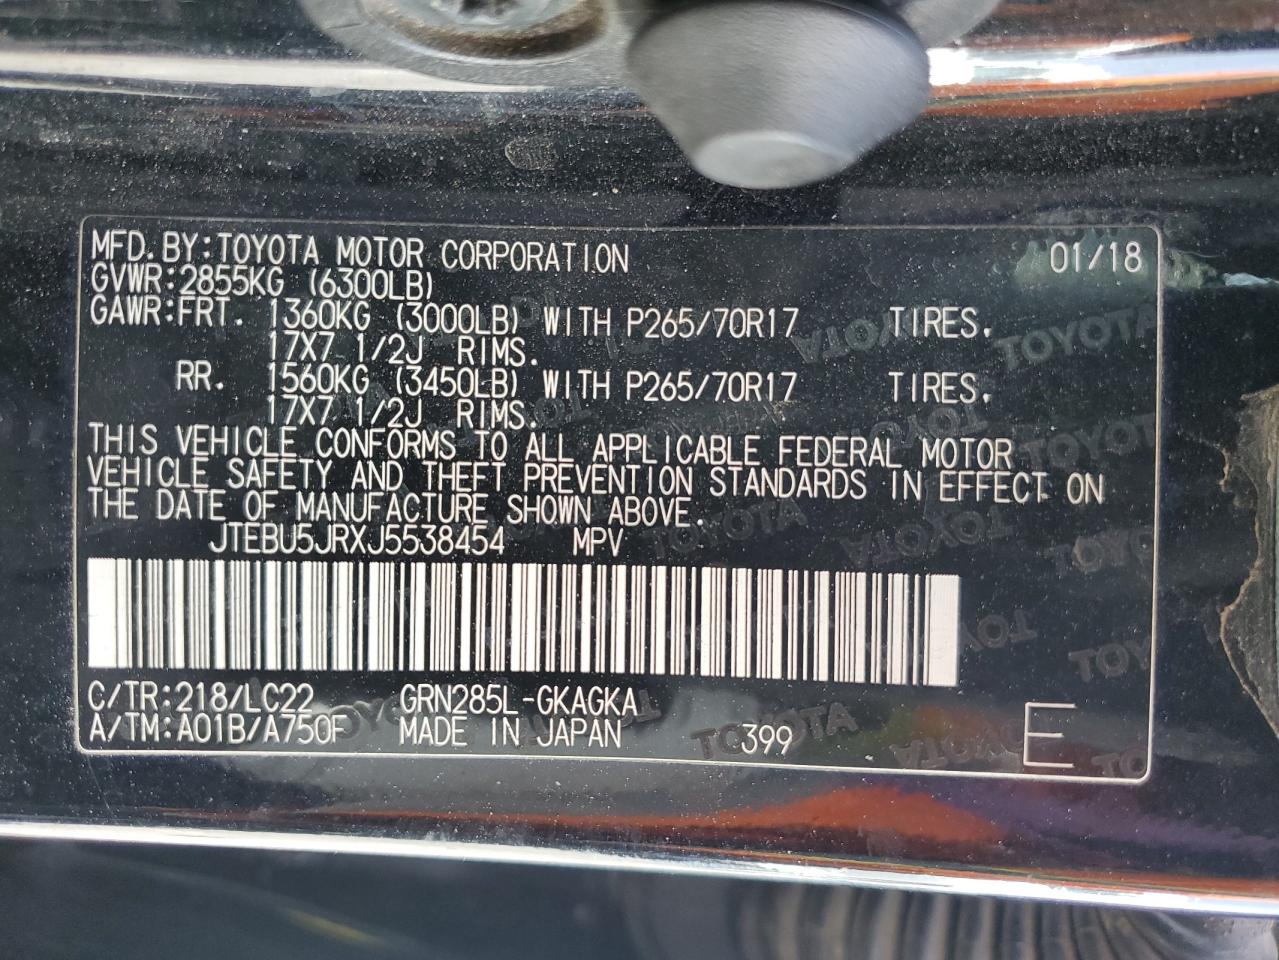 MFD.BY:TOYOTA MOTOR CORPORATION 01/18
GVWR:2855KG (6300LB)
GAWR:FRT. 1360KG (3000LB) WITH P265/70R17 TIRES.
17X7 1/2J RIMS.
RR. 1560KG (3450LB) WITH P265/70R17 TIRES.
17X7 1/2J RIMS.
THIS VEHICLE CONFORMS TO ALL APPLICABLE FEDERAL MOTOR
VEHICLE SAFETY AND THEFT PREVENTION STANDARDS IN EFFECT ON
THE DATE OF MANUFACTURE SHOWN ABOVE.
JTEBU5JRXJ5538454 MPV
C/TR:218/LC22 GRN285L-GKAGKA
A/TM:A01B/A750F MADE IN JAPAN 399 E